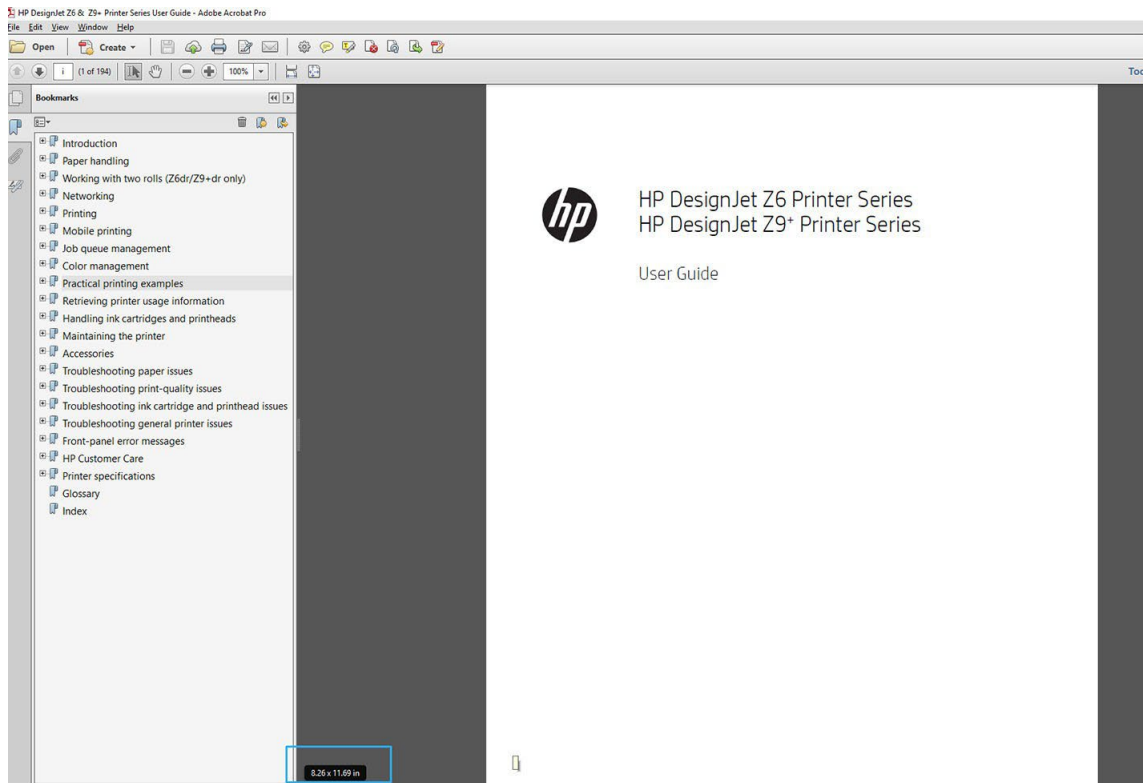 HP DesignJet Z6 & Z9+ Printer Series User Guide - Adobe Acrobat Pro
File Edit View Window Help
Open Create
i (1 of 194) 100%
Bookmarks
Introduction
Paper handling
Working with two rolls (Z6dr/Z9+dr only)
Networking
Printing
Mobile printing
Job queue management
Color management
Practical printing examples
Retrieving printer usage information
Handling ink cartridges and printheads
Maintaining the printer
Accessories
Troubleshooting paper issues
Troubleshooting print-quality issues
Troubleshooting ink cartridge and printhead issues
Troubleshooting general printer issues
Front-panel error messages
HP Customer Care
Printer specifications
Glossary
Index
hp
HP DesignJet Z6 Printer Series
HP DesignJet Z9+ Printer Series
User Guide
8.26 x 11.69 in